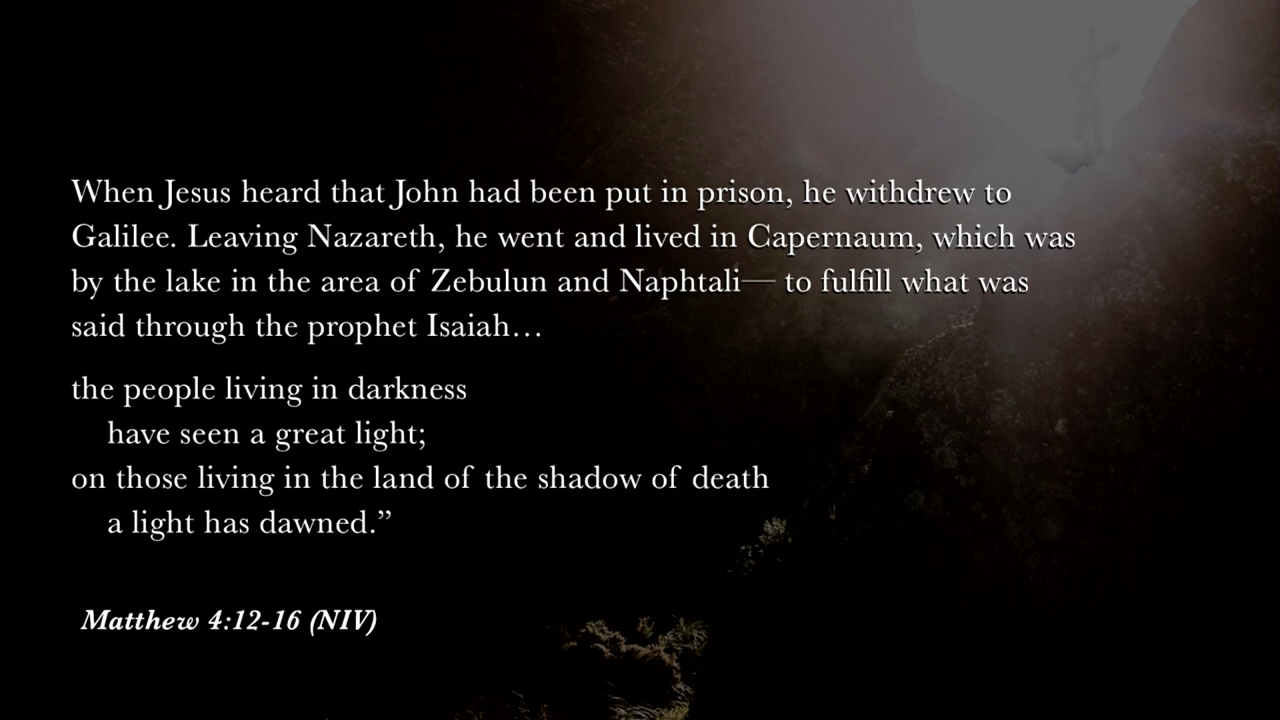 When Jesus heard that John had been put in prison, he withdrew to
Galilee. Leaving Nazareth, he went and lived in Capernaum, which was
by the lake in the area of Zebulun and Naphtali— to fulfill what was
said through the prophet Isaiah…
the people living in darkness
have seen a great light;
on those living in the land of the shadow of death
a light has dawned.”
Matthew 4:12-16 (NIV)